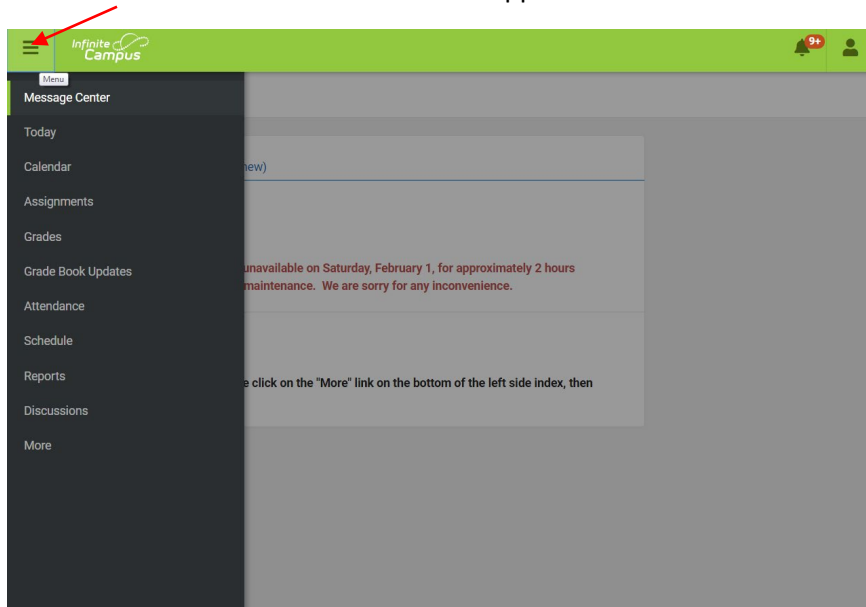 Infinite
Campus
9+
Menu
Message Center
Today
Calendar
new)
Assignments
Grades
Grade Book Updates
unavailable on Saturday, February 1, for approximately 2 hours
maintenance. We are sorry for any inconvenience.
Attendance
Schedule
Reports
e click on the "More" link on the bottom of the left side index, then
Discussions
More